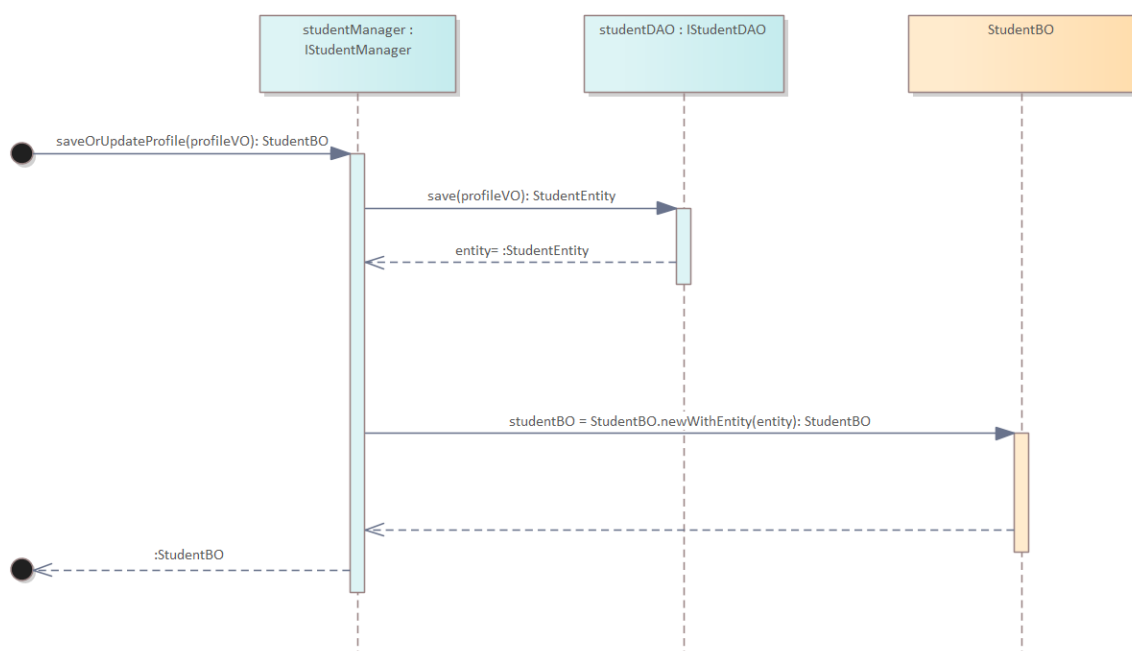 studentManager :
IStudentManager
studentDAO : IStudentDAO
StudentBO
saveOrUpdateProfile(profileVO): StudentBO
save(profileVO): StudentEntity
entity= :StudentEntity
studentBO = StudentBO.newWithEntity(entity): StudentBO
:StudentBO